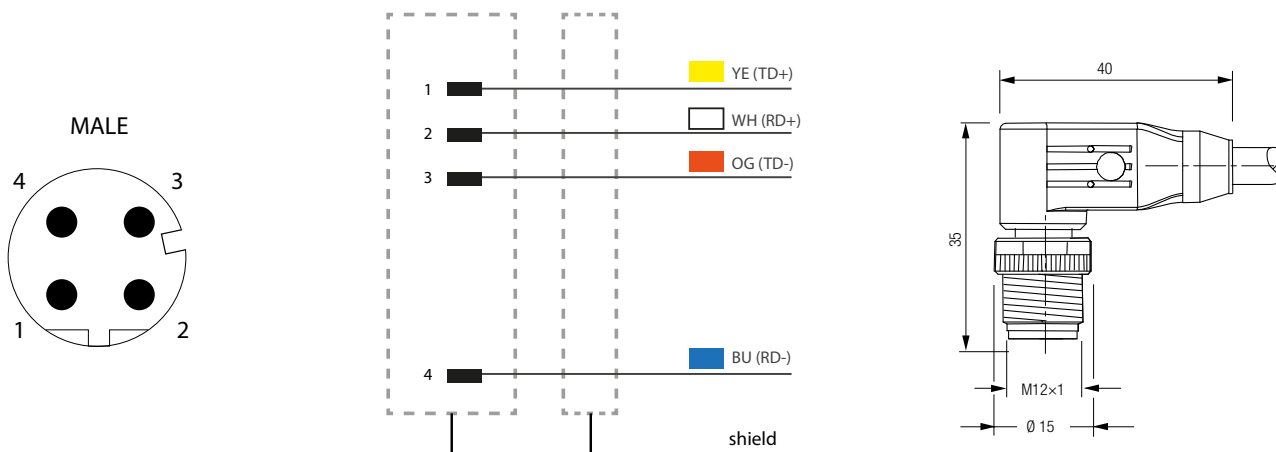 MALE
4 3
1 2
1 YE (TD+)
2 WH (RD+)
3 OG (TD-)
4 BU (RD-)
shield
40
35
M12×1
Ø 15